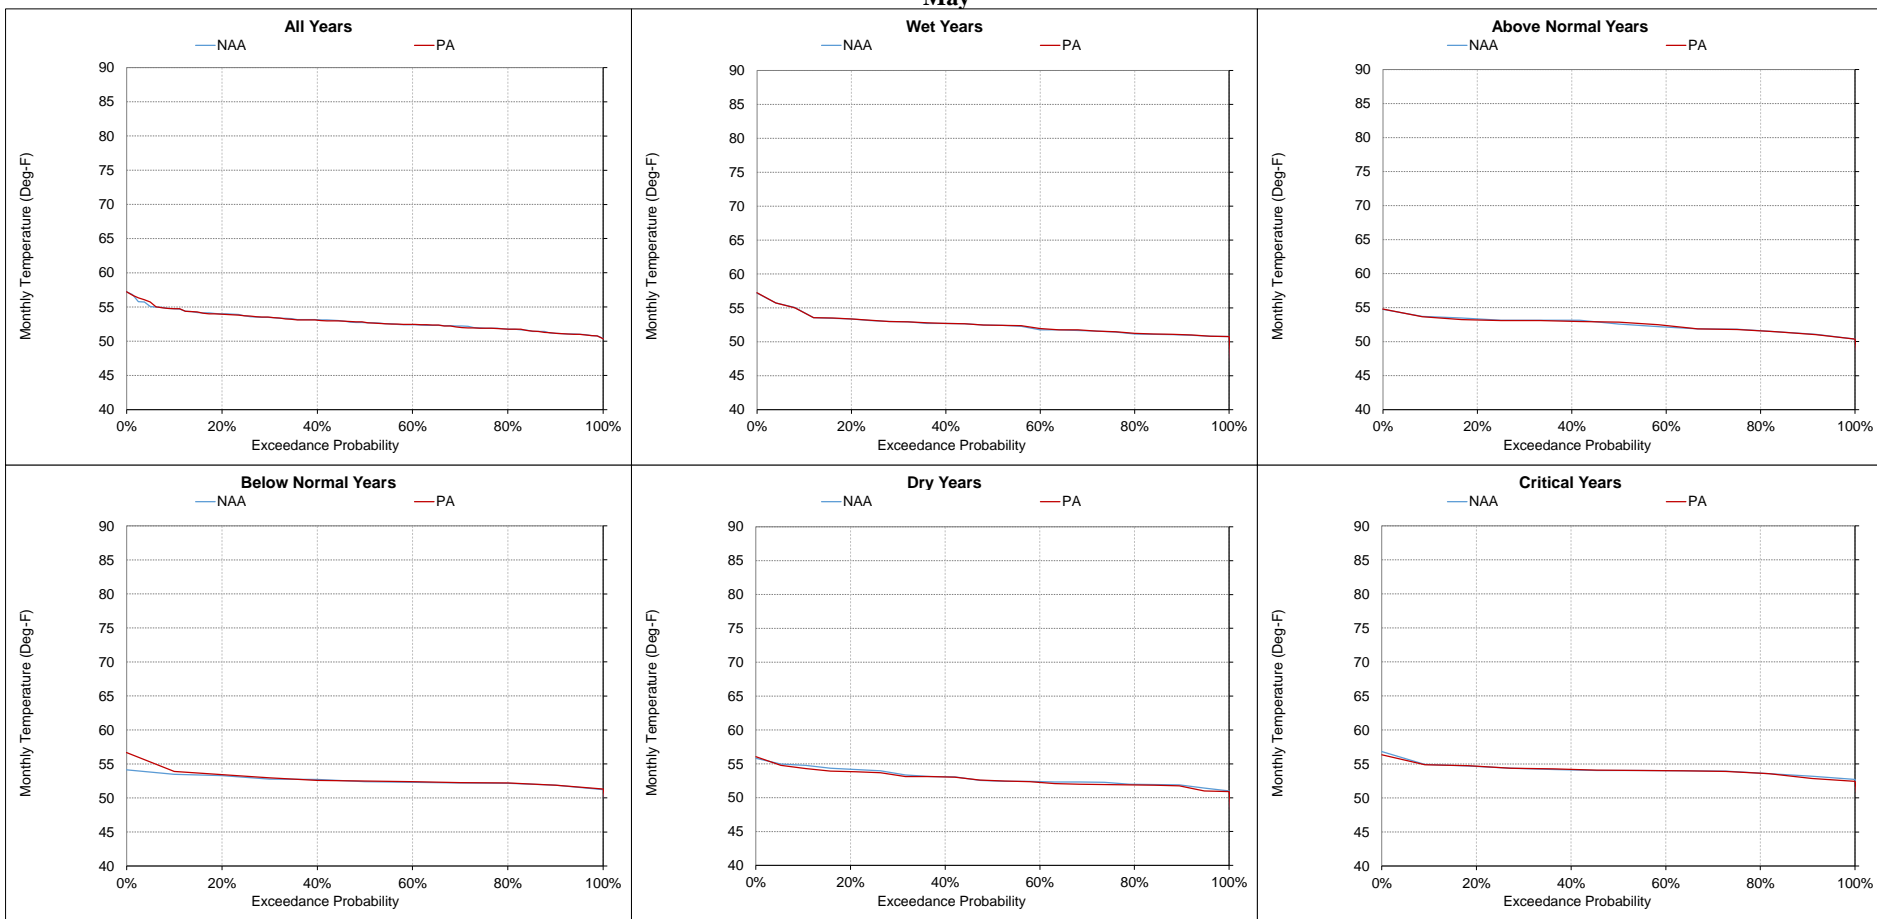 May
All Years
NAA PA
90
85
80
75
70
65
60
55
50
45
40
Monthly Temperature (Deg-F)
0% 20% 40% 60% 80% 100%
Exceedance Probability
Wet Years
NAA PA
90
85
80
75
70
65
60
55
50
45
40
Monthly Temperature (Deg-F)
0% 20% 40% 60% 80% 100%
Exceedance Probability
Above Normal Years
NAA PA
90
85
80
75
70
65
60
55
50
45
40
Monthly Temperature (Deg-F)
0% 20% 40% 60% 80% 100%
Exceedance Probability
Below Normal Years
NAA PA
90
85
80
75
70
65
60
55
50
45
40
Monthly Temperature (Deg-F)
0% 20% 40% 60% 80% 100%
Exceedance Probability
Dry Years
NAA PA
90
85
80
75
70
65
60
55
50
45
40
Monthly Temperature (Deg-F)
0% 20% 40% 60% 80% 100%
Exceedance Probability
Critical Years
NAA PA
90
85
80
75
70
65
60
55
50
45
40
Monthly Temperature (Deg-F)
0% 20% 40% 60% 80% 100%
Exceedance Probability